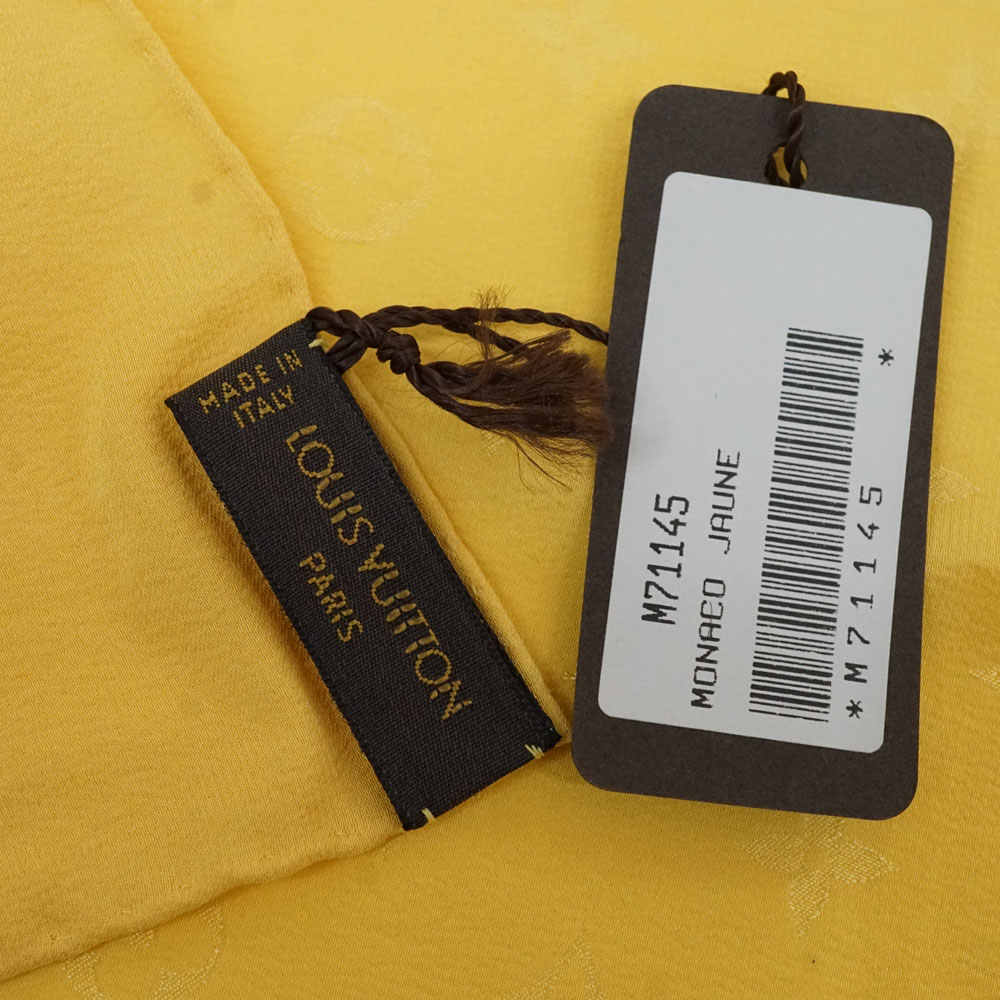 MADE IN
ITALY
LOUIS VUITTON
PARIS
M71145
MONACO JAUNE
*M71145*